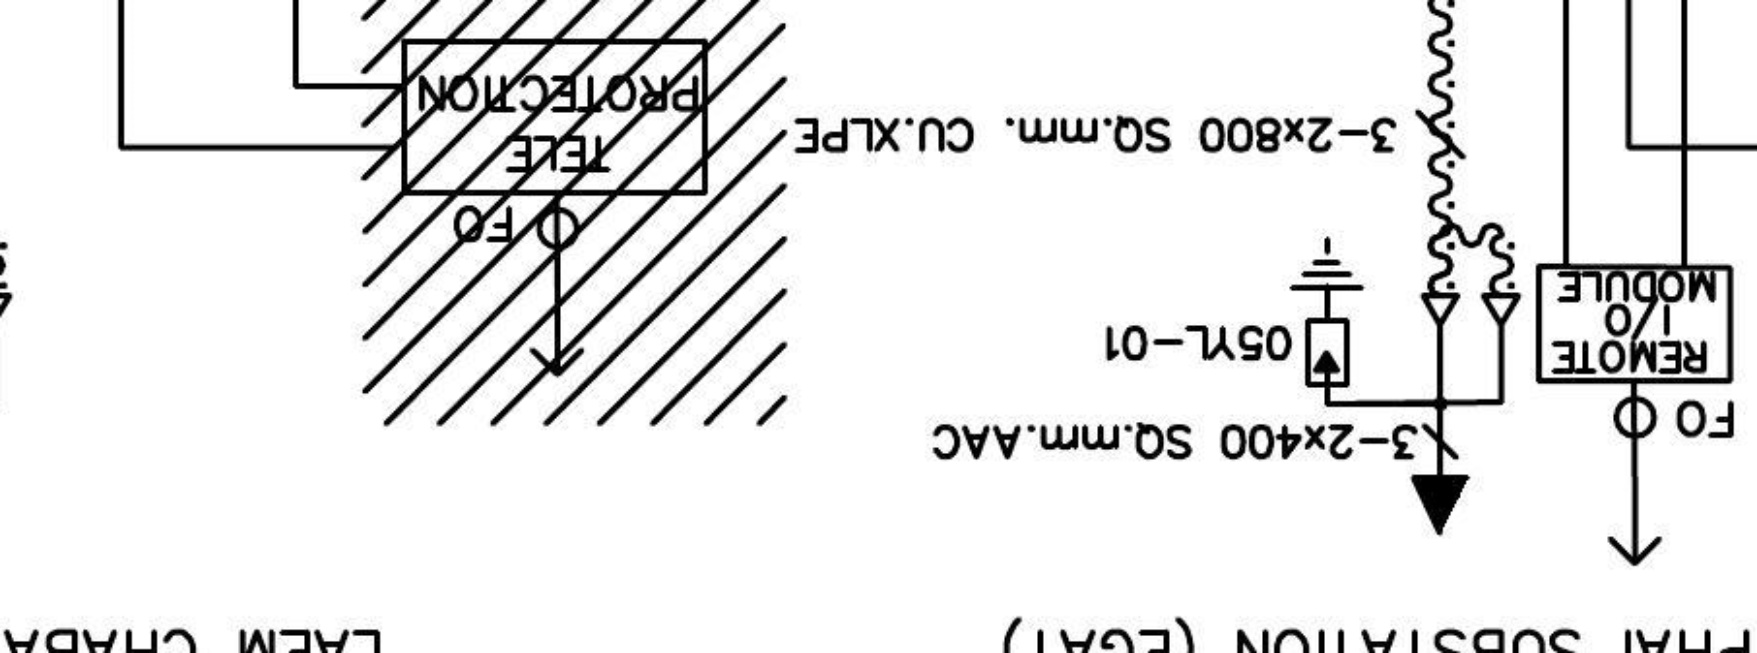 PHAI SUBSTATION (EGAT)
LAEM CHABA
3-2x400 SQ.mm.AAC
FO
REMOTE
I/O
MODULE
05YL-01
FO
TELE
PROTECTION
3-2x800 SQ. mm. CU.XLPE